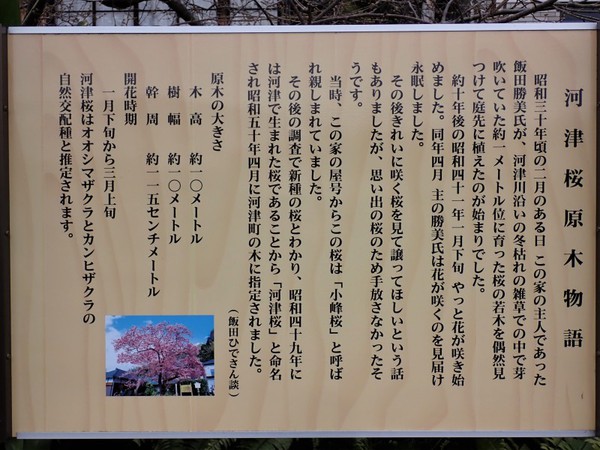 河津桜原木物語
昭和三十年頃の二月のある日 この家の主人であった
飯田勝美氏が、河津川沿いの冬枯れの雑草での中で芽
吹いていた約一メートル位に育った桜の若木を偶然見
つけて庭先に植えたのが始まりでした。
約十年後の昭和四十一年一月下旬 やっと花が咲き始
めました。同年四月 主の勝美氏は花が咲くのを見届け
永眠しました。
その後きれいに咲く桜を見て譲ってほしいという話
もありましたが、思い出の桜のため手放さなかったそ
うです。
当時、この家の屋号からこの桜は「小峰桜」と呼ば
れ親しまれていました。
その後の調査で新種の桜とわかり、昭和四十九年に
は河津で生まれた桜であることから「河津桜」と命名
され昭和五十年四月に河津町の木に指定されました。
(飯田ひでさん談)
原木の大きさ
木 高 約一〇メートル
樹 幅 約一〇メートル
幹 周 約一一五センチメートル
開花時期
一月下旬から三月上旬
河津桜はオオシマザクラとカンヒザクラの
自然交配種と推定されます。